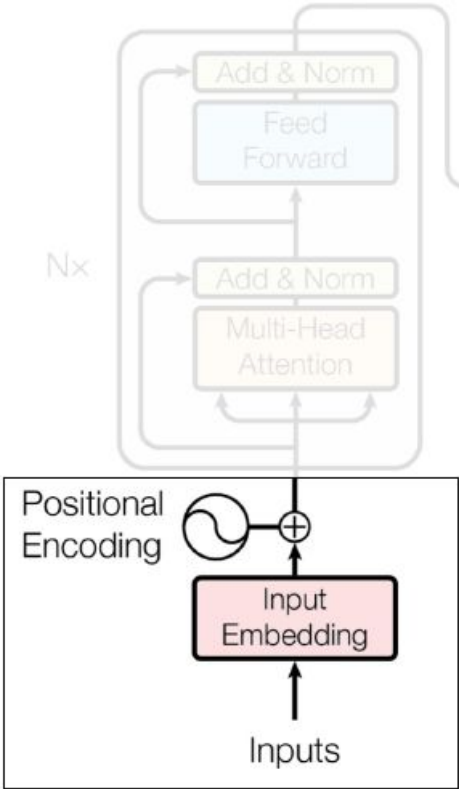 Add & Norm
Feed
Forward
Nx
Add & Norm
Multi-Head
Attention
Positional
Encoding
Input
Embedding
Inputs